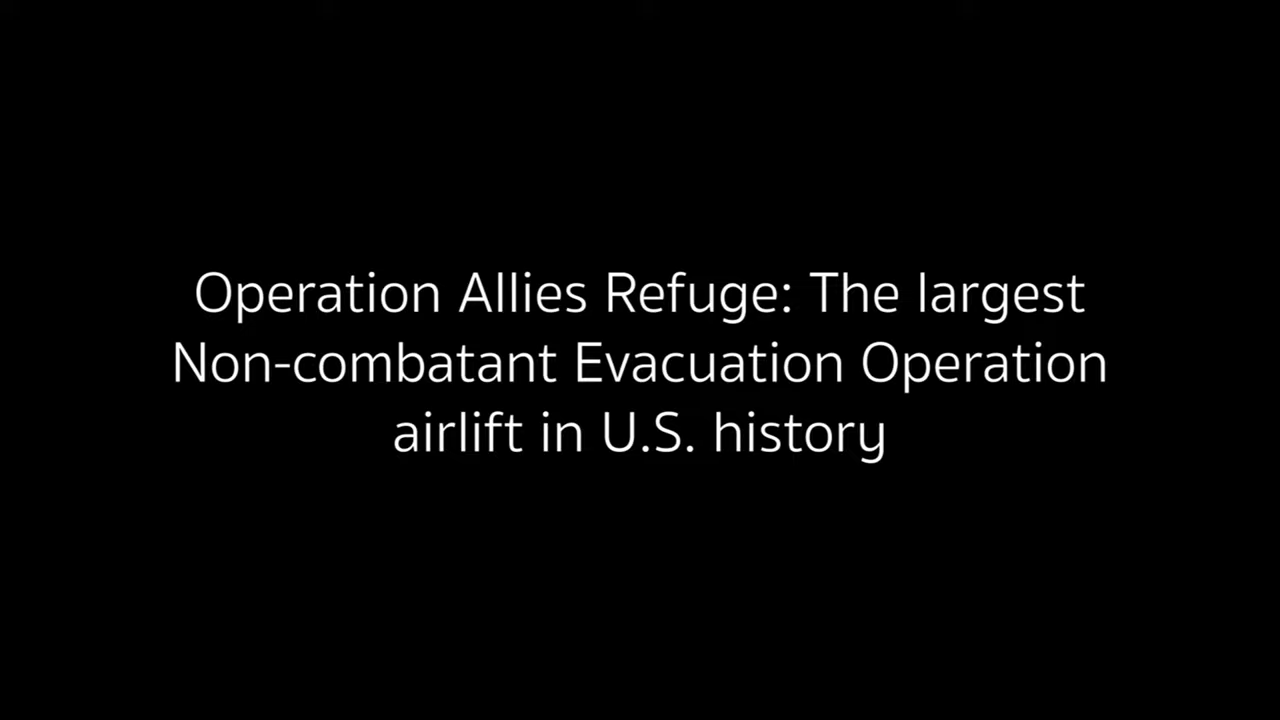 Operation Allies Refuge: The largest
Non-combatant Evacuation Operation
airlift in U.S. history